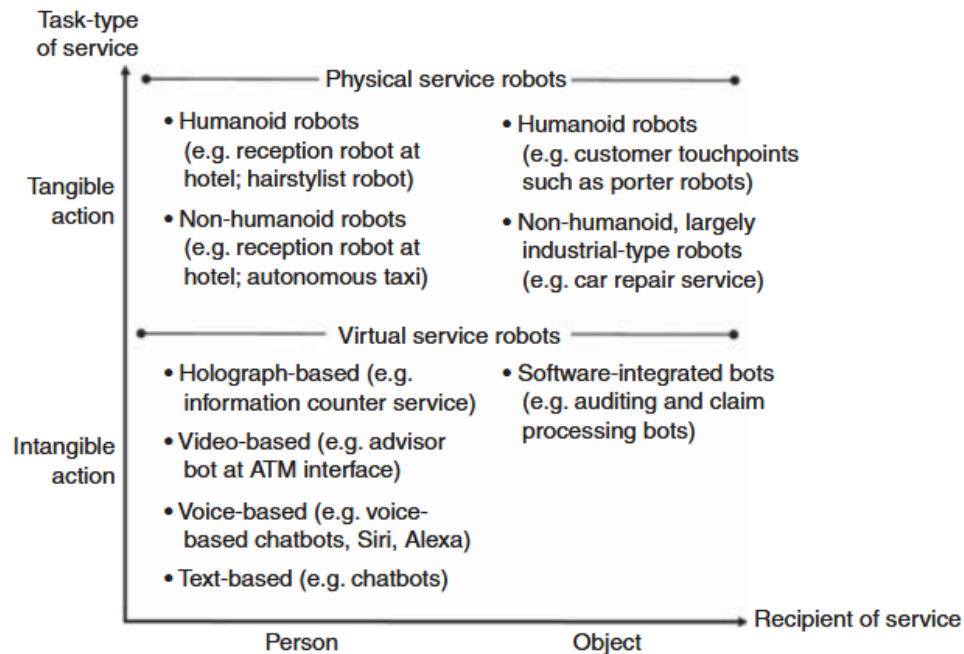 Task-type
of service
Physical service robots
Tangible
action
• Humanoid robots
(e.g. reception robot at
hotel; hairstylist robot)
• Non-humanoid robots
(e.g. reception robot at
hotel; autonomous taxi)
• Humanoid robots
(e.g. customer touchpoints
such as porter robots)
• Non-humanoid, largely
industrial-type robots
(e.g. car repair service)
Virtual service robots
Intangible
action
• Holograph-based (e.g.
information counter service)
• Video-based (e.g. advisor
bot at ATM interface)
• Voice-based (e.g. voice-
based chatbots, Siri, Alexa)
• Text-based (e.g. chatbots)
• Software-integrated bots
(e.g. auditing and claim
processing bots)
Person
Object
Recipient of service